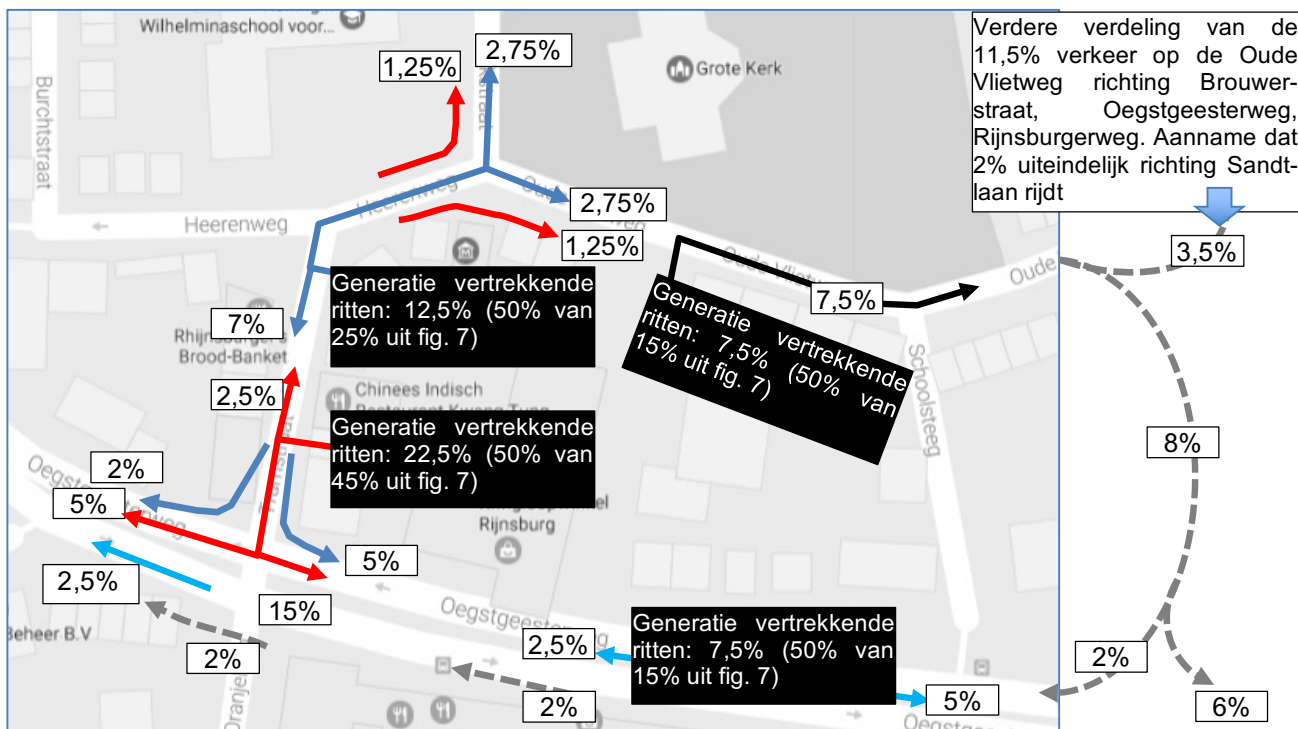 Wilhelminaschool voor...
Burchtstraat
Grote Kerk
Verdere verdeling van de
11,5% verkeer op de Oude
Vlietweg richting Brouwer-
straat, Oegstgeesterweg,
Rijnsburgerweg. Aanname dat
2% uiteindelijk richting Sandt-
laan rijdt
1,25%
2,75%
Heerenweg
Heerenweg
2,75%
1,25%
3,5%
Oude
7,5%
Generatie vertrekkende
ritten: 12,5% (50% van
25% uit fig. 7)
Generatie vertrekkende
ritten: 7,5% (50% van
15% uit fig. 7)
7%
Rhijnsburger's
Brood-Banket
2,5%
Chinees Indisch
Schoolsteeg
Generatie vertrekkende
ritten: 22,5% (50% van
45% uit fig. 7)
8%
2%
5%
Rijnsburg
5%
2,5%
15%
Beheer B.V
2%
Oegstgeesterweg
Generatie vertrekkende
ritten: 7,5% (50% van
15% uit fig. 7)
2,5%
2%
5%
2%
6%
Oegstgee